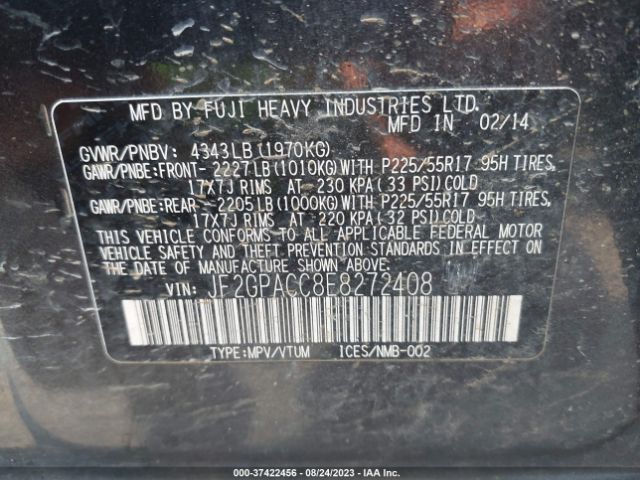 MFD BY FUJI HEAVY INDUSTRIES LTD.
MFD IN 02/14
GVWR/PNBV: 4343LB(1970KG)
GAWR/PNBE:FRONT- 2227LB(1010KG)WITH P225/55R17 95H TIRES,
17X7J RIMS AT 230 KPA(33 PSI)COLD
GAWR/PNBE:REAR - 2205LB(1000KG)WITH P225/55R17 95H TIRES,
17X7J RIMS AT 220 KPA(32 PSI)COLD
THIS VEHICLE CONFORMS TO ALL APPLICABLE FEDERAL MOTOR
VEHICLE SAFETY AND THEFT PREVENTION STANDARDS IN EFFECT ON
THE DATE OF MANUFACTURE SHOWN ABOVE.
VIN: JF2GPACC8E8272408
TYPE:MPV/VTUM ICES/NMB-002
© STOCK: 37422456 - 08/24/2023 - IAA Inc.